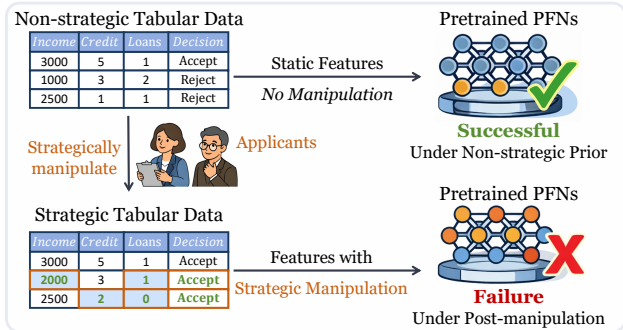 Non-strategic Tabular Data
Income Credit Loans Decision
3000 5 1 Accept
1000 3 2 Reject
2500 1 1 Reject
Static Features
No Manipulation
Pretrained PFNs
Successful
Under Non-strategic Prior
Strategically
manipulate
Applicants
Strategic Tabular Data
Income Credit Loans Decision
3000 5 1 Accept
2000 3 1 Accept
2500 2 0 Accept
Features with
Strategic Manipulation
Pretrained PFNs
Failure
Under Post-manipulation